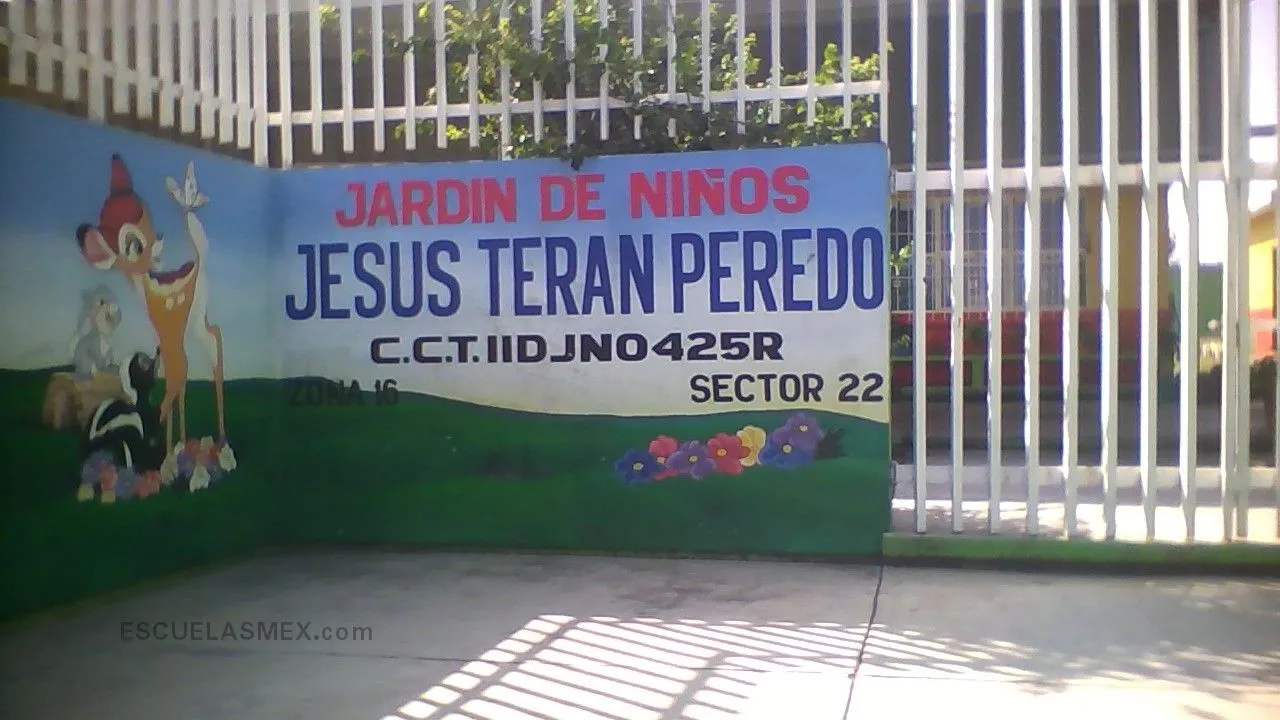 JARDIN DE NIÑOS
JESUS TERAN PEREDO
C.C.T. 11DJN0425R
ZONA 16 SECTOR 22
ESCUELASMEX.com